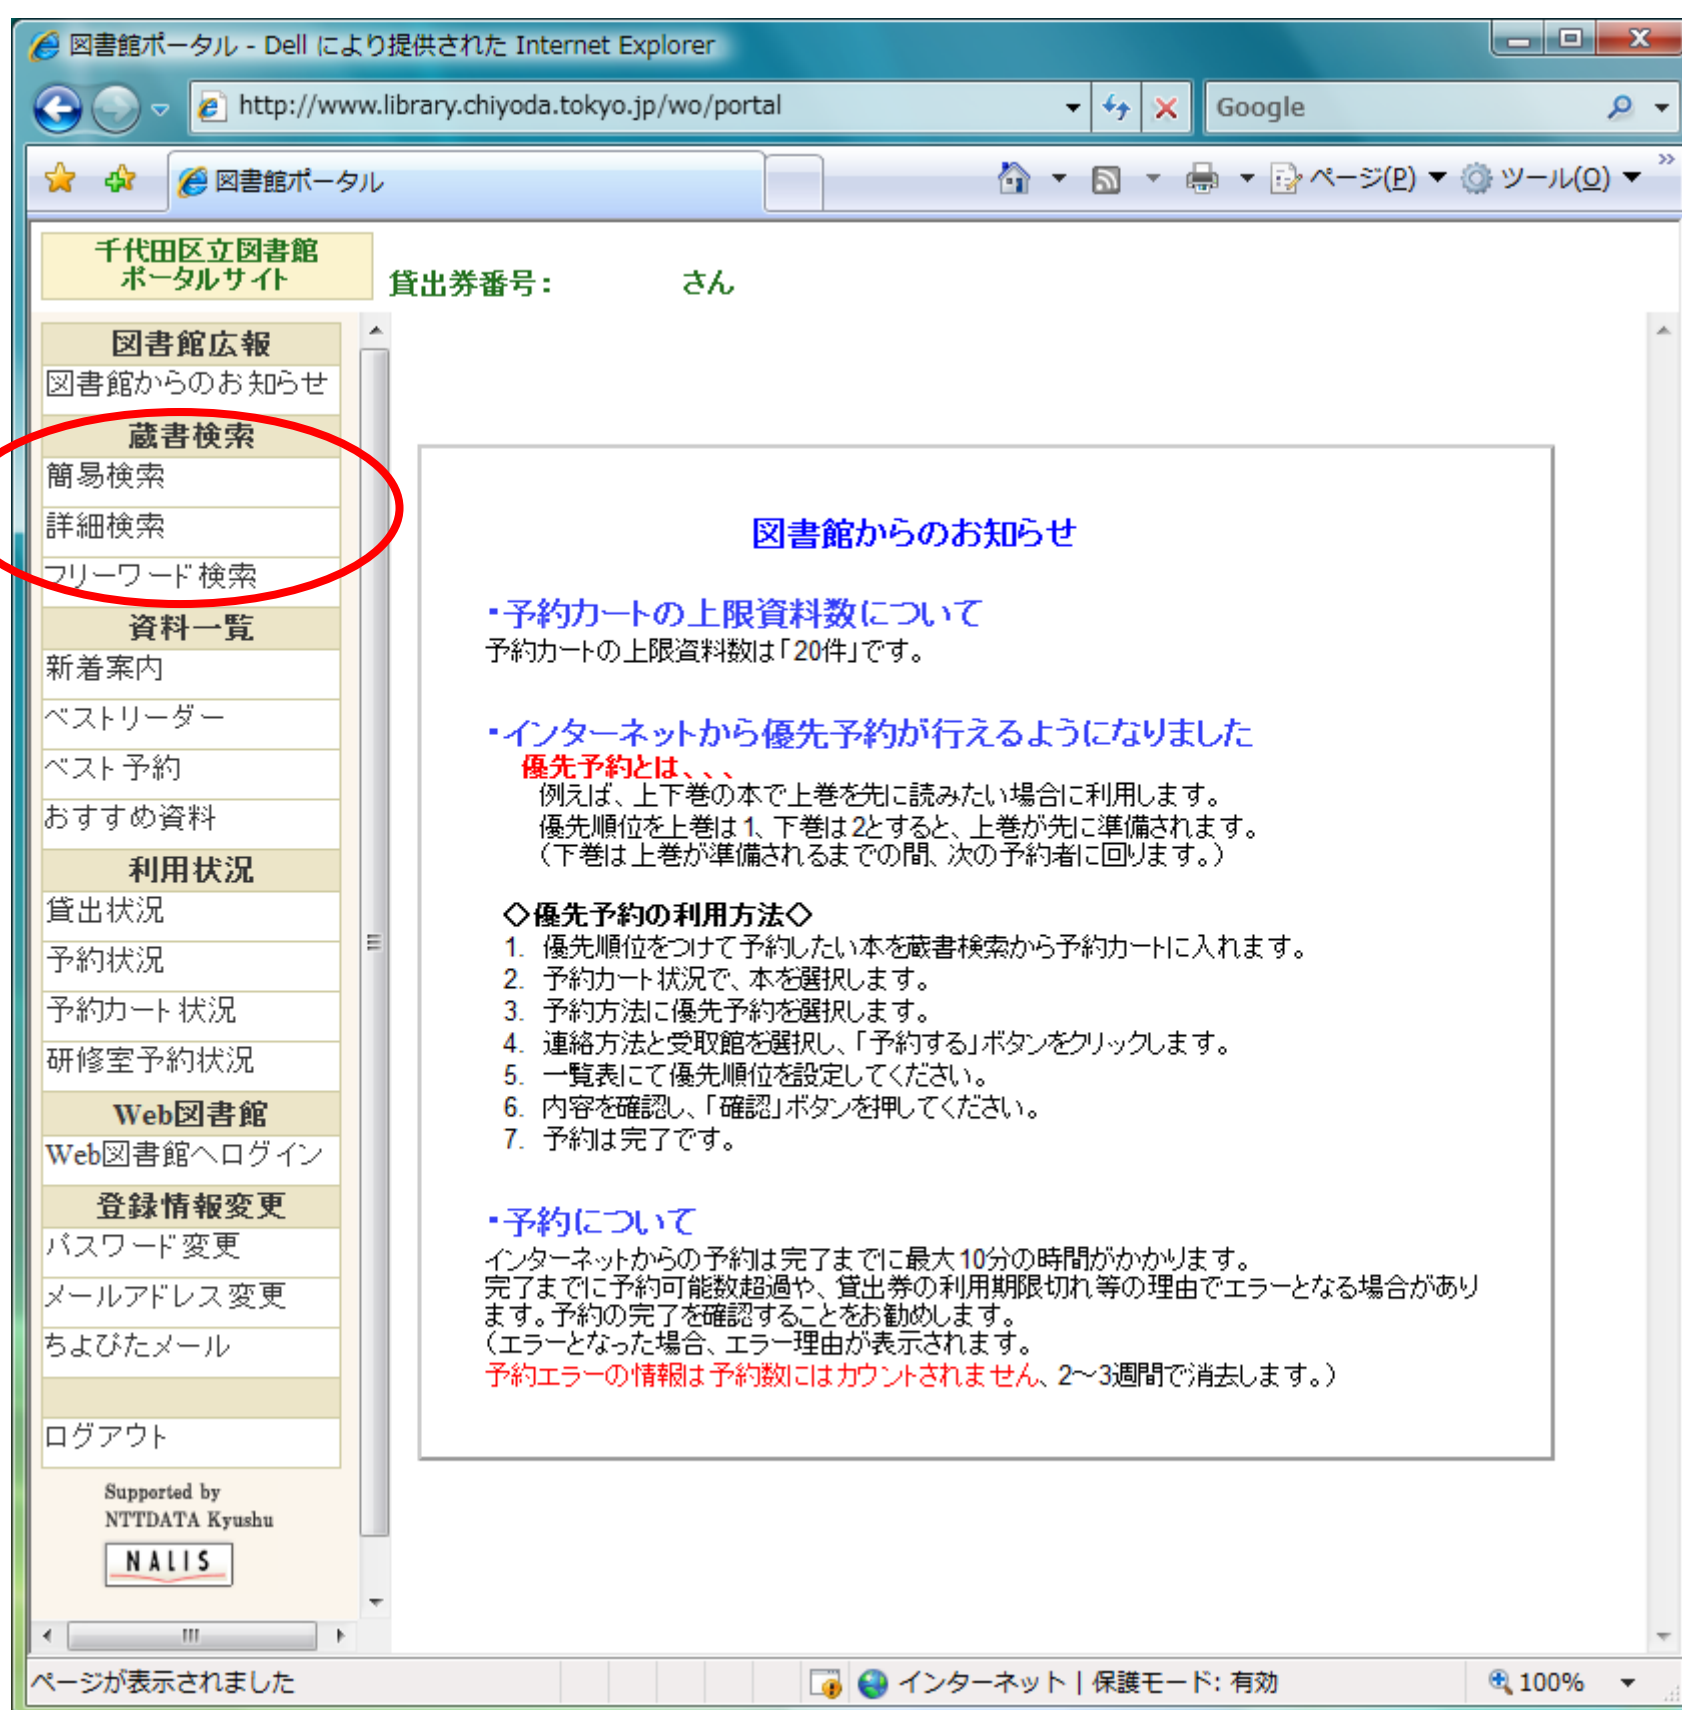 図書館ポータル - Dell により提供された Internet Explorer
http://www.library.chiyoda.tokyo.jp/wo/portal
Google
図書館ポータル
ページ(P)
ツール(O)
千代田区立図書館
ポータルサイト
貸出券番号： さん
図書館広報
図書館からのお知らせ
蔵書検索
簡易検索
詳細検索
フリーワード検索
資料一覧
新着案内
ベストリーダー
ベスト予約
おすすめ資料
利用状況
貸出状況
予約状況
予約カート状況
研修室予約状況
Web図書館
Web図書館へログイン
登録情報変更
パスワード変更
メールアドレス変更
ちよぴたメール
ログアウト
Supported by
NTTDATA Kyushu
NALIS
図書館からのお知らせ
・予約カートの上限資料数について
予約カートの上限資料数は「20件」です。
・インターネットから優先予約が行えるようになりました
優先予約とは、、、
例えば、上下巻の本で上巻を先に読みたい場合に利用します。
優先順位を上巻は1、下巻は2とすると、上巻が先に準備されます。
（下巻は上巻が準備されるまでの間、次の予約者に回ります。）
◇優先予約の利用方法◇
1. 優先順位をつけて予約したい本を蔵書検索から予約カートに入れます。
2. 予約カート状況で、本を選択します。
3. 予約方法に優先予約を選択します。
4. 連絡方法と受取館を選択し、「予約する」ボタンをクリックします。
5. 一覧表にて優先順位を設定してください。
6. 内容を確認し、「確認」ボタンを押してください。
7. 予約は完了です。
・予約について
インターネットからの予約は完了までに最大10分の時間がかかります。
完了までに予約可能数超過や、貸出券の利用期限切れ等の理由でエラーとなる場合があり
ます。予約の完了を確認することをお勧めします。
（エラーとなった場合、エラー理由が表示されます。
予約エラーの情報は予約数にはカウントされません、2～3週間で消去します。）
ページが表示されました
インターネット | 保護モード: 有効
100%